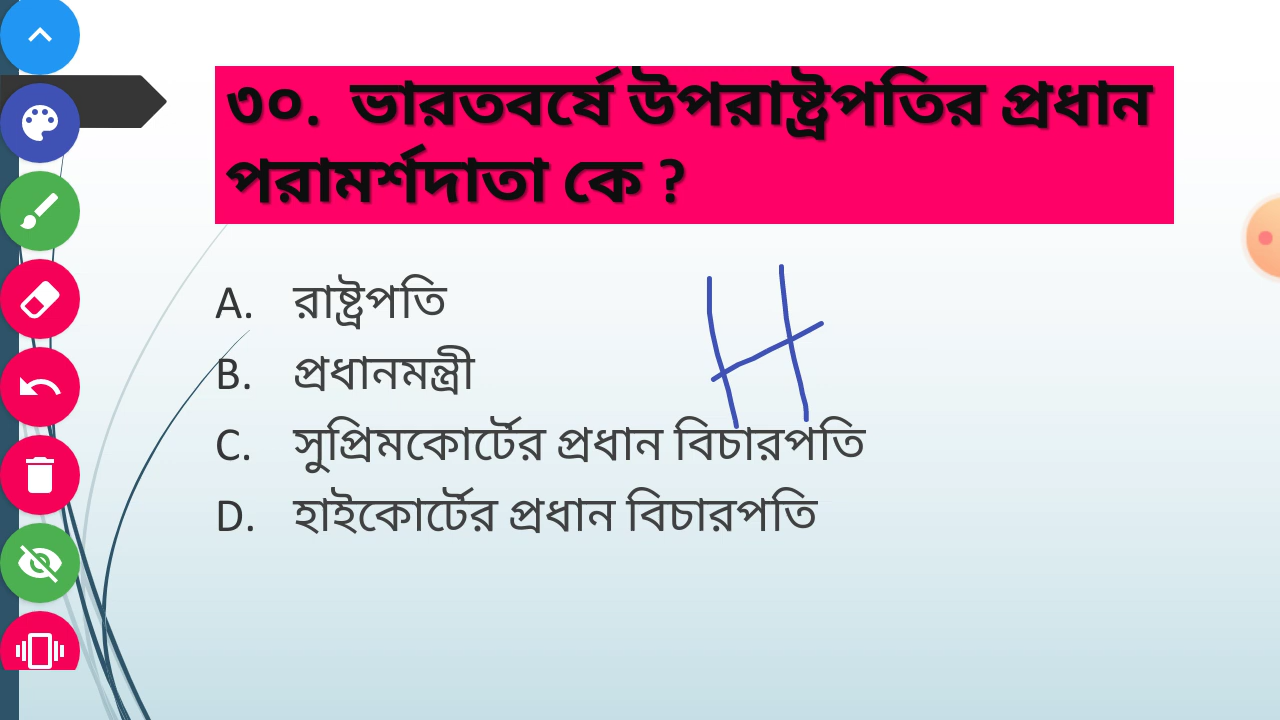 ৩০. ভারতবর্ষে উপরাষ্ট্রপতির প্রধান
পরামর্শদাতা কে ?
A. রাষ্ট্রপতি
B. প্রধানমন্ত্রী
C. সুপ্রিমকোর্টের প্রধান বিচারপতি
D. হাইকোর্টের প্রধান বিচারপতি
H